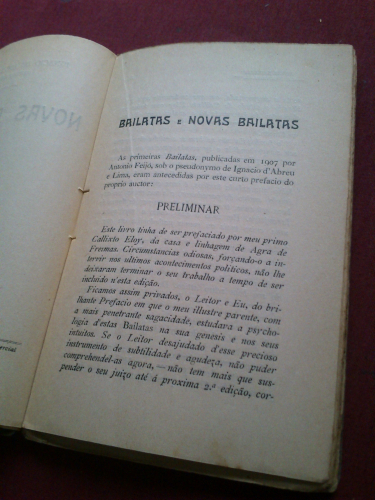 BAILATAS E NOVAS BAILATAS
As primeiras Bailatas, publicadas em 1907 por
Antonio Feijó, sob o pseudonymo de Ignacio d'Abreu
e Lima, eram antecedidas por este curto prefacio do
proprio auctor:
PRELIMINAR
Este livro tinha de ser prefaciado por meu primo
Callixto Eloy, da casa e linhagem de Agra de
Freimas. Circumstancias odiosas, forçando-o a in-
tervir nos ultimos acontecimentos politicos, não lhe
deixaram terminar o seu trabalho a tempo de ser
incluido n'esta edição.
Ficamos assim privados, o Leitor e Eu, do bri-
lhante Prefacio em que o meu illustre parente, com
a mais penetrante sagacidade, estudára a psycho-
logia d'estas Bailatas na sua genesis e nos seus
intuitos. Se o Leitor desajudado d'esse precioso
instrumento de subtilidade e agudeza, não puder
comprehendel-as agora,—não tem mais que sus-
pender o seu juizo até á proxima 2.ª edição, cor-
NOVAS